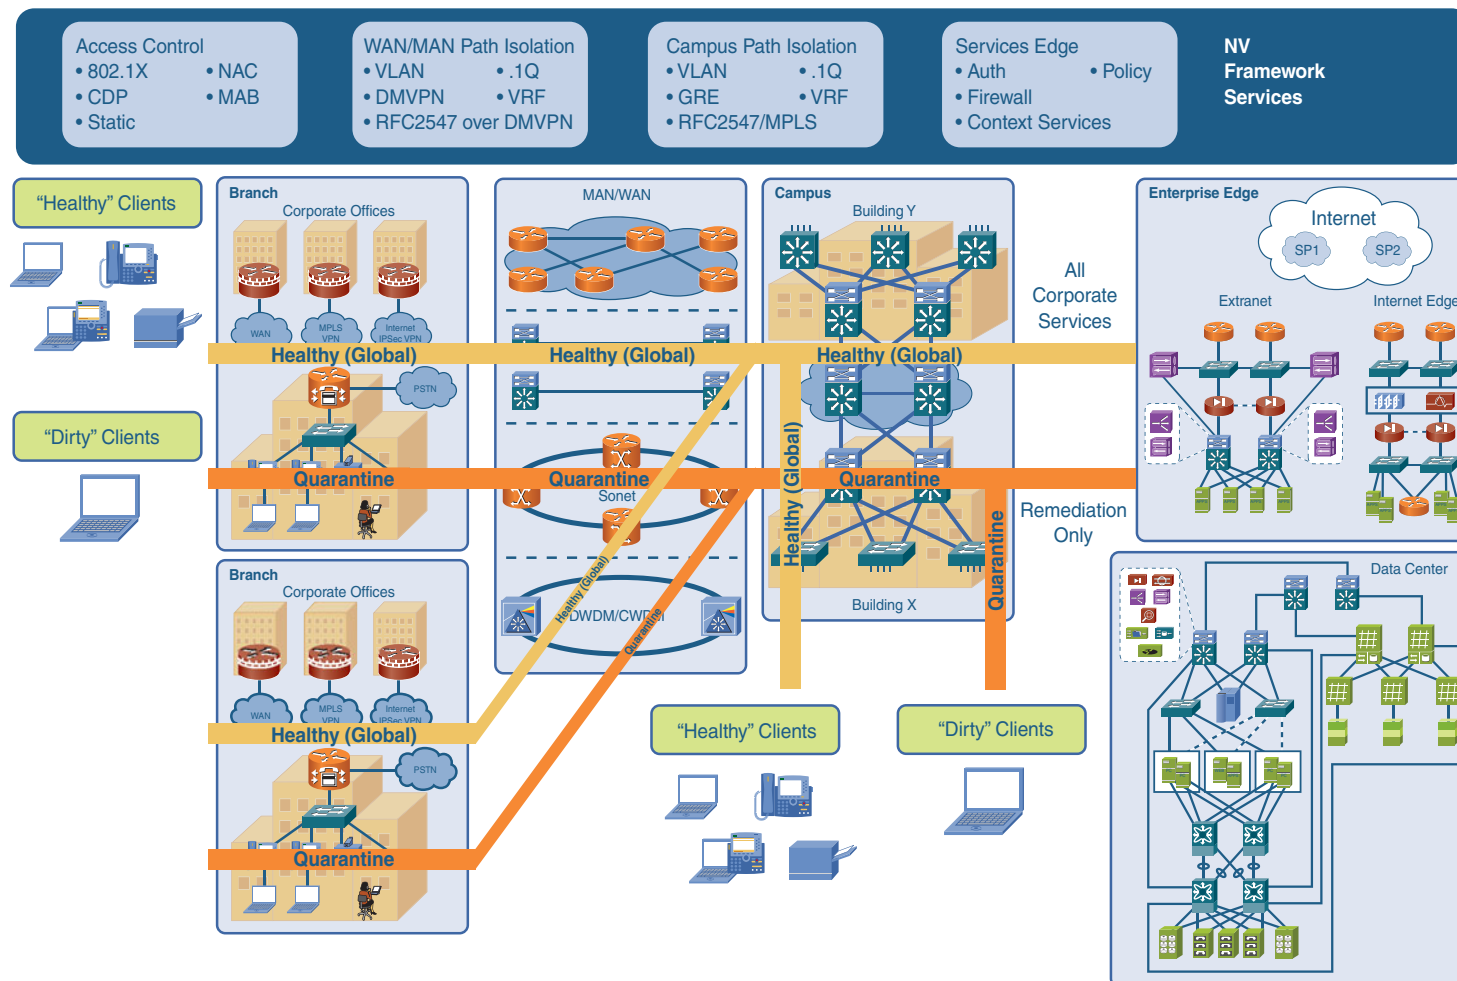 Access Control
• 802.1X • NAC
• CDP • MAB
• Static
WAN/MAN Path Isolation
• VLAN • .1Q
• DMVPN • VRF
• RFC2547 over DMVPN
Campus Path Isolation
• VLAN • .1Q
• GRE • VRF
• RFC2547/MPLS
Services Edge
• Auth • Policy
• Firewall
• Context Services
NV
Framework
Services
“Healthy” Clients
“Dirty” Clients
Branch
Corporate Offices
WAN
MPLS
VPN
Internet
IPSec VPN
Healthy (Global)
PSTN
Quarantine
Branch
Corporate Offices
WAN
MPLS
VPN
Internet
IPSec VPN
Healthy (Global)
PSTN
Quarantine
MAN/WAN
Healthy (Global)
Quarantine
Sonet
Healthy (Global)
DWDM/CWD
Quarantine
Campus
Building Y
Healthy (Global)
Healthy (Global)
Quarantine
Quarantine
Building X
All
Corporate
Services
Remediation
Only
“Healthy” Clients
“Dirty” Clients
Enterprise Edge
Internet
SP1
SP2
Extranet
Internet Edge
Data Center